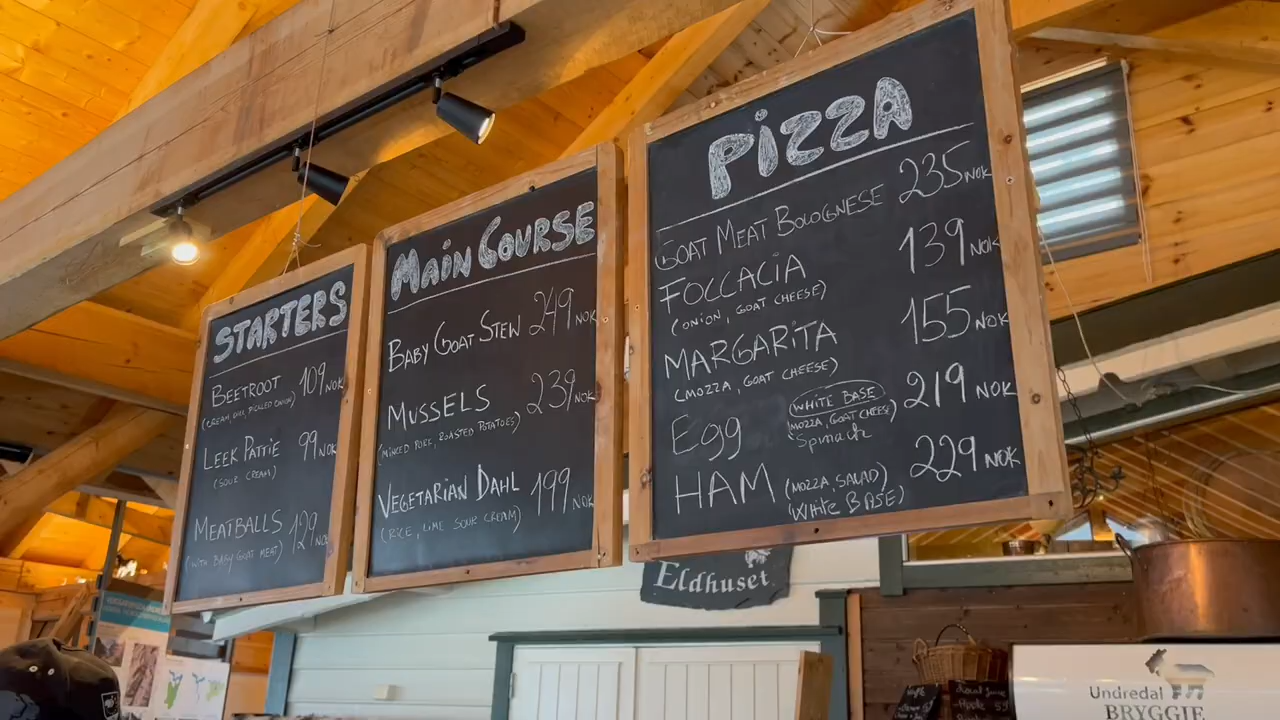 STARTERS
BEETROOT 109 NOK
LEEK PATTIE 99 NOK
(SOUR CREAM)
MEATBALLS 129 NOK
(WITH BABY GOAT MEAT)
MAIN COURSE
BABY GOAT STEW 249 NOK
MUSSELS 239 NOK
(MINCED PORK, ROASTED POTATOES)
VEGETARIAN DAHL 199 NOK
(RICE, LIME SOUR CREAM)
PIZZA
GOAT MEAT BOLOGNESE 235 NOK
FOCCACIA 139 NOK
(ONION, GOAT CHEESE)
MARGARITA 155 NOK
(MOZZA, GOAT CHEESE)
Egg WHITE BASE 219 NOK
MOZZA, GOAT CHEESE)
Spinach
HAM (MOZZA SALAD) 229 NOK
(White BASE)
Eldhuset
Undredal
BRYGGIE